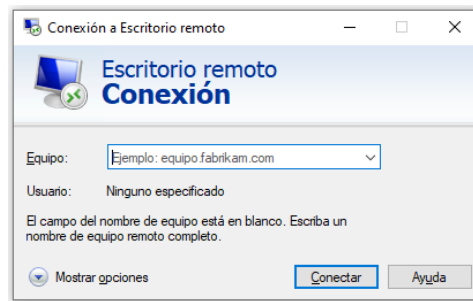 Conexión a Escritorio remoto
Escritorio remoto
Conexión
Equipo:
Ejemplo: equipo.fabrikam.com
Usuario:
Ninguno especificado
El campo del nombre de equipo está en blanco. Escriba un
nombre de equipo remoto completo.
Mostrar opciones
Conectar
Ayuda